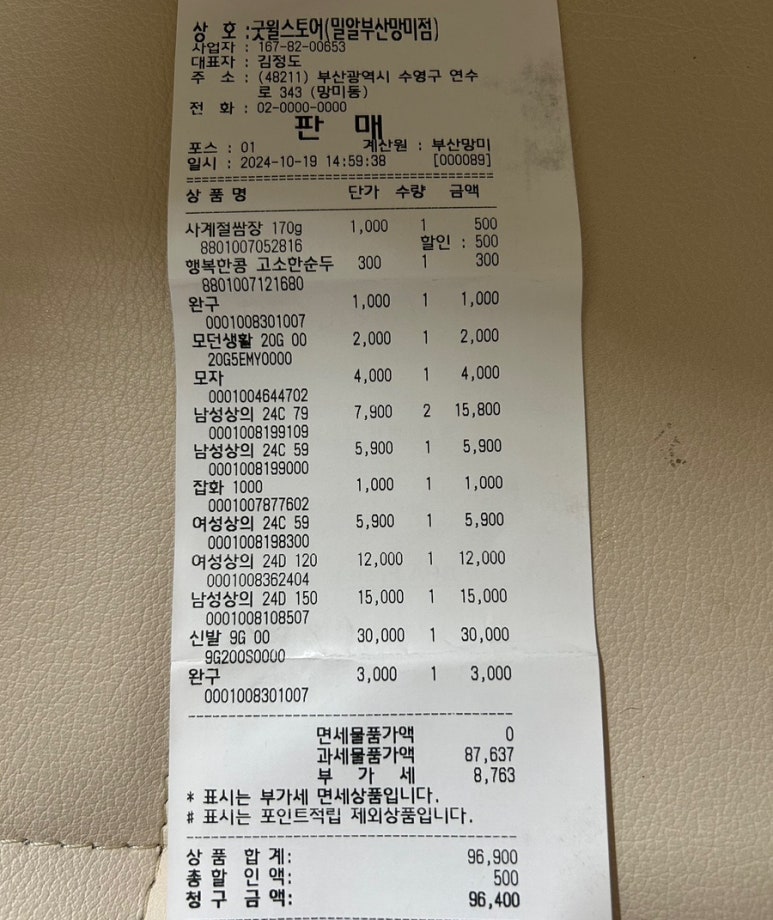 상 호 :굿윌스토어(밀알부산망미점)
사업자 : 167-82-00653
대표자 : 김정도
주 소 : (48211) 부산광역시 수영구 연수
로 343 (망미동)
전 화 : 02-0000-0000
판 매
포스 : 01 계산원 : 부산망미
일시 : 2024-10-19 14:59:38 [000089]
상 품 명 단가 수량 금액
사계절쌈장 170g 1,000 1 500
8801007052816 할인 : 500
행복한콩 고소한순두 300 1 300
8801007121680
완구 1,000 1 1,000
0001008301007
모던생활 20G 00 2,000 1 2,000
20G5EMY0000
모자 4,000 1 4,000
0001004644702
남성상의 24C 79 7,900 2 15,800
0001008199109
남성상의 24C 59 5,900 1 5,900
0001008199000
잡화 1000 1,000 1 1,000
0001007877602
여성상의 24C 59 5,900 1 5,900
0001008198300
여성상의 24D 120 12,000 1 12,000
0001008362404
남성상의 24D 150 15,000 1 15,000
0001008108507
신발 9G 00 30,000 1 30,000
9G200S0000
완구 3,000 1 3,000
0001008301007
면세물품가액 0
과세물품가액 87,637
부 가 세 8,763
* 표시는 부가세 면세상품입니다.
# 표시는 포인트적립 제외상품입니다.
상 품 합 계: 96,900
총 할 인 액: 500
청 구 금 액: 96,400